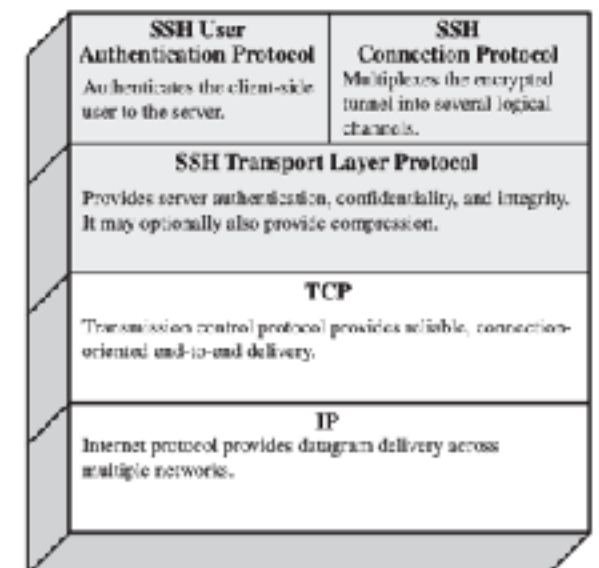 SSH User
Authentication Protocol
Authenticates the client-side
user to the server.
SSH
Connection Protocol
Multiplexes the encrypted
tunnel into several logical
channels.
SSH Transport Layer Protocol
Provides server authentication, confidentiality, and integrity.
It may optionally also provide compression.
TCP
Transmission control protocol provides reliable, connection-
oriented end-to-end delivery.
IP
Internet protocol provides datagram delivery across
multiple networks.